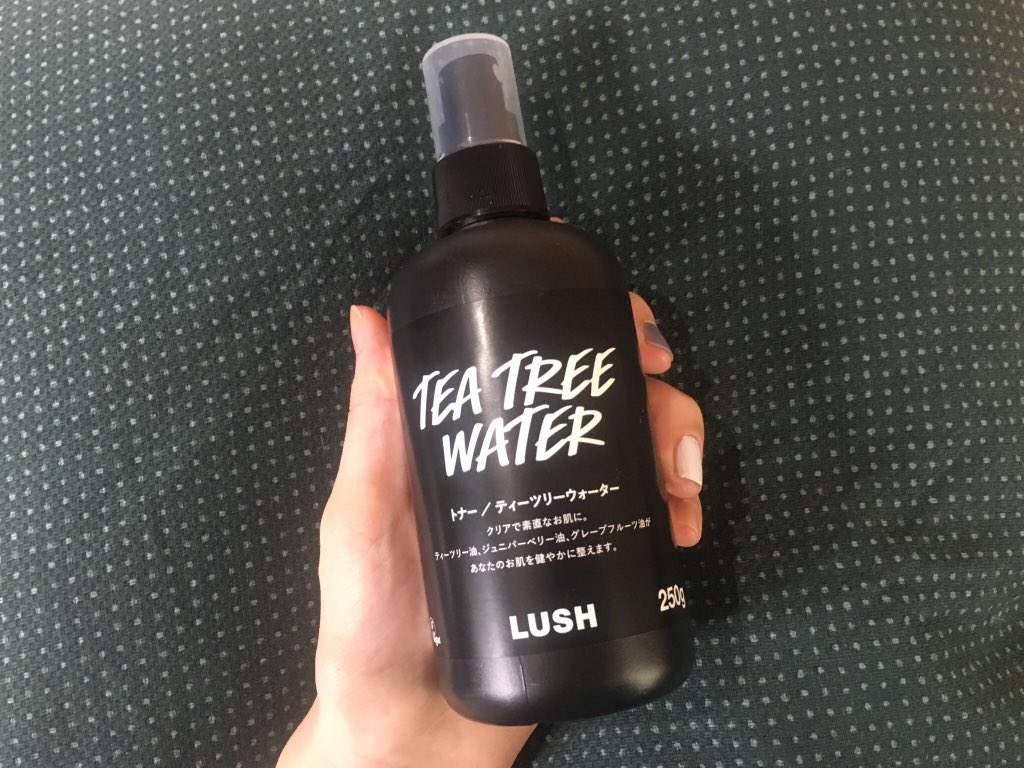 TEA TREE
WATER
トナー / ティーツリーウォーター
クリアで素直なお肌に。
ティーツリー油、ジュニパーベリー油、グレープフルーツ油が
あなたのお肌を健やかに整えます。
LUSH
250g